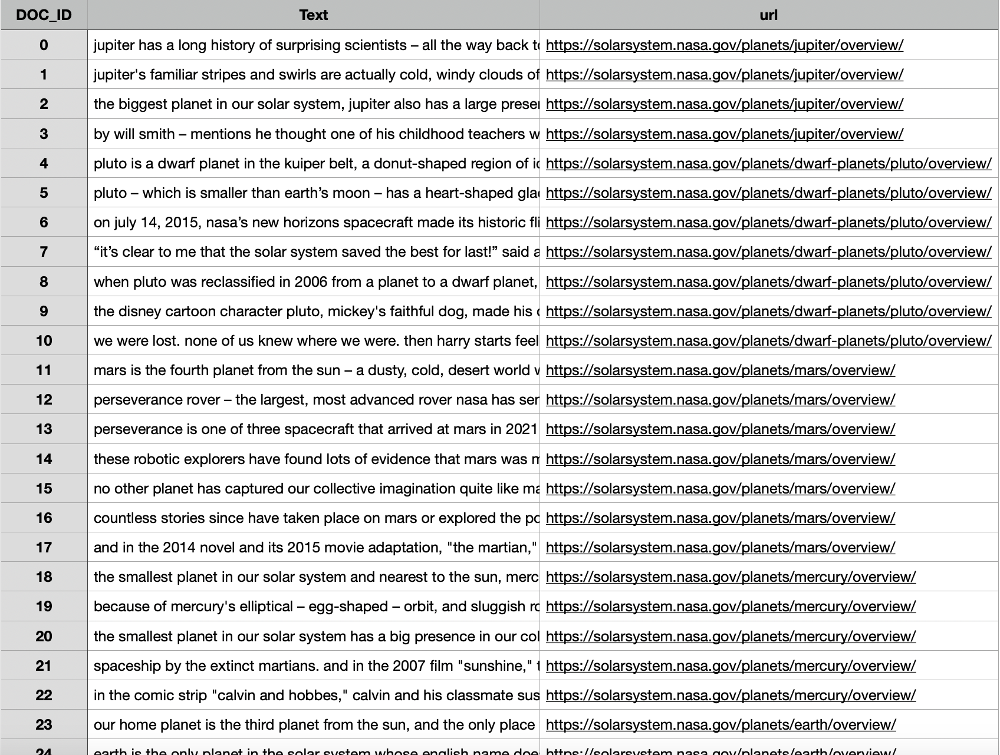 DOC_ID Text url
0 jupiter has a long history of surprising scientists – all the way back to https://solarsystem.nasa.gov/planets/jupiter/overview/
1 jupiter's familiar stripes and swirls are actually cold, windy clouds of https://solarsystem.nasa.gov/planets/jupiter/overview/
2 the biggest planet in our solar system, jupiter also has a large https://solarsystem.nasa.gov/planets/jupiter/overview/
3 by will smith – mentions he thought one of his childhood teachers w https://solarsystem.nasa.gov/planets/jupiter/overview/
4 pluto is a dwarf planet in the kuiper belt, a donut-shaped region of https://solarsystem.nasa.gov/planets/dwarf-planets/pluto/overview/
5 pluto – which is smaller than earth’s moon – has a heart-shaped https://solarsystem.nasa.gov/planets/dwarf-planets/pluto/overview/
6 on july 14, 2015, nasa’s new horizons spacecraft made its historic fli https://solarsystem.nasa.gov/planets/dwarf-planets/pluto/overview/
7 “it’s clear to me that the solar system saved the best for last!” said a https://solarsystem.nasa.gov/planets/dwarf-planets/pluto/overview/
8 when pluto was reclassified in 2006 from a planet to a dwarf planet, https://solarsystem.nasa.gov/planets/dwarf-planets/pluto/overview/
9 the disney cartoon character pluto, mickey's faithful dog, made his https://solarsystem.nasa.gov/planets/dwarf-planets/pluto/overview/
10 we were lost. none of us knew where we were. then harry starts feel https://solarsystem.nasa.gov/planets/dwarf-planets/pluto/overview/
11 mars is the fourth planet from the sun – a dusty, cold, desert world w https://solarsystem.nasa.gov/planets/mars/overview/
12 perseverance rover – the largest, most advanced rover nasa has https://solarsystem.nasa.gov/planets/mars/overview/
13 perseverance is one of three spacecraft that arrived at mars in 2021 https://solarsystem.nasa.gov/planets/mars/overview/
14 these robotic explorers have found lots of evidence that mars was https://solarsystem.nasa.gov/planets/mars/overview/
15 no other planet has captured our collective imagination quite like ma https://solarsystem.nasa.gov/planets/mars/overview/
16 countless stories since have taken place on mars or explored the https://solarsystem.nasa.gov/planets/mars/overview/
17 and in the 2014 novel and its 2015 movie adaptation, "the martian," https://solarsystem.nasa.gov/planets/mars/overview/
18 the smallest planet in our solar system and nearest to the sun, merc https://solarsystem.nasa.gov/planets/mercury/overview/
19 because of mercury's elliptical – egg-shaped – orbit, and sluggish https://solarsystem.nasa.gov/planets/mercury/overview/
20 the smallest planet in our solar system has a big presence in our col https://solarsystem.nasa.gov/planets/mercury/overview/
21 spaceship by the extinct martians. and in the 2007 film "sunshine," https://solarsystem.nasa.gov/planets/mercury/overview/
22 in the comic strip "calvin and hobbes," calvin and his classmate sus https://solarsystem.nasa.gov/planets/mercury/overview/
23 our home planet is the third planet from the sun, and the only place https://solarsystem.nasa.gov/planets/earth/overview/
24 earth is the only planet in the solar system whose english name doe https://solarsystem.nasa.gov/planets/earth/overview/